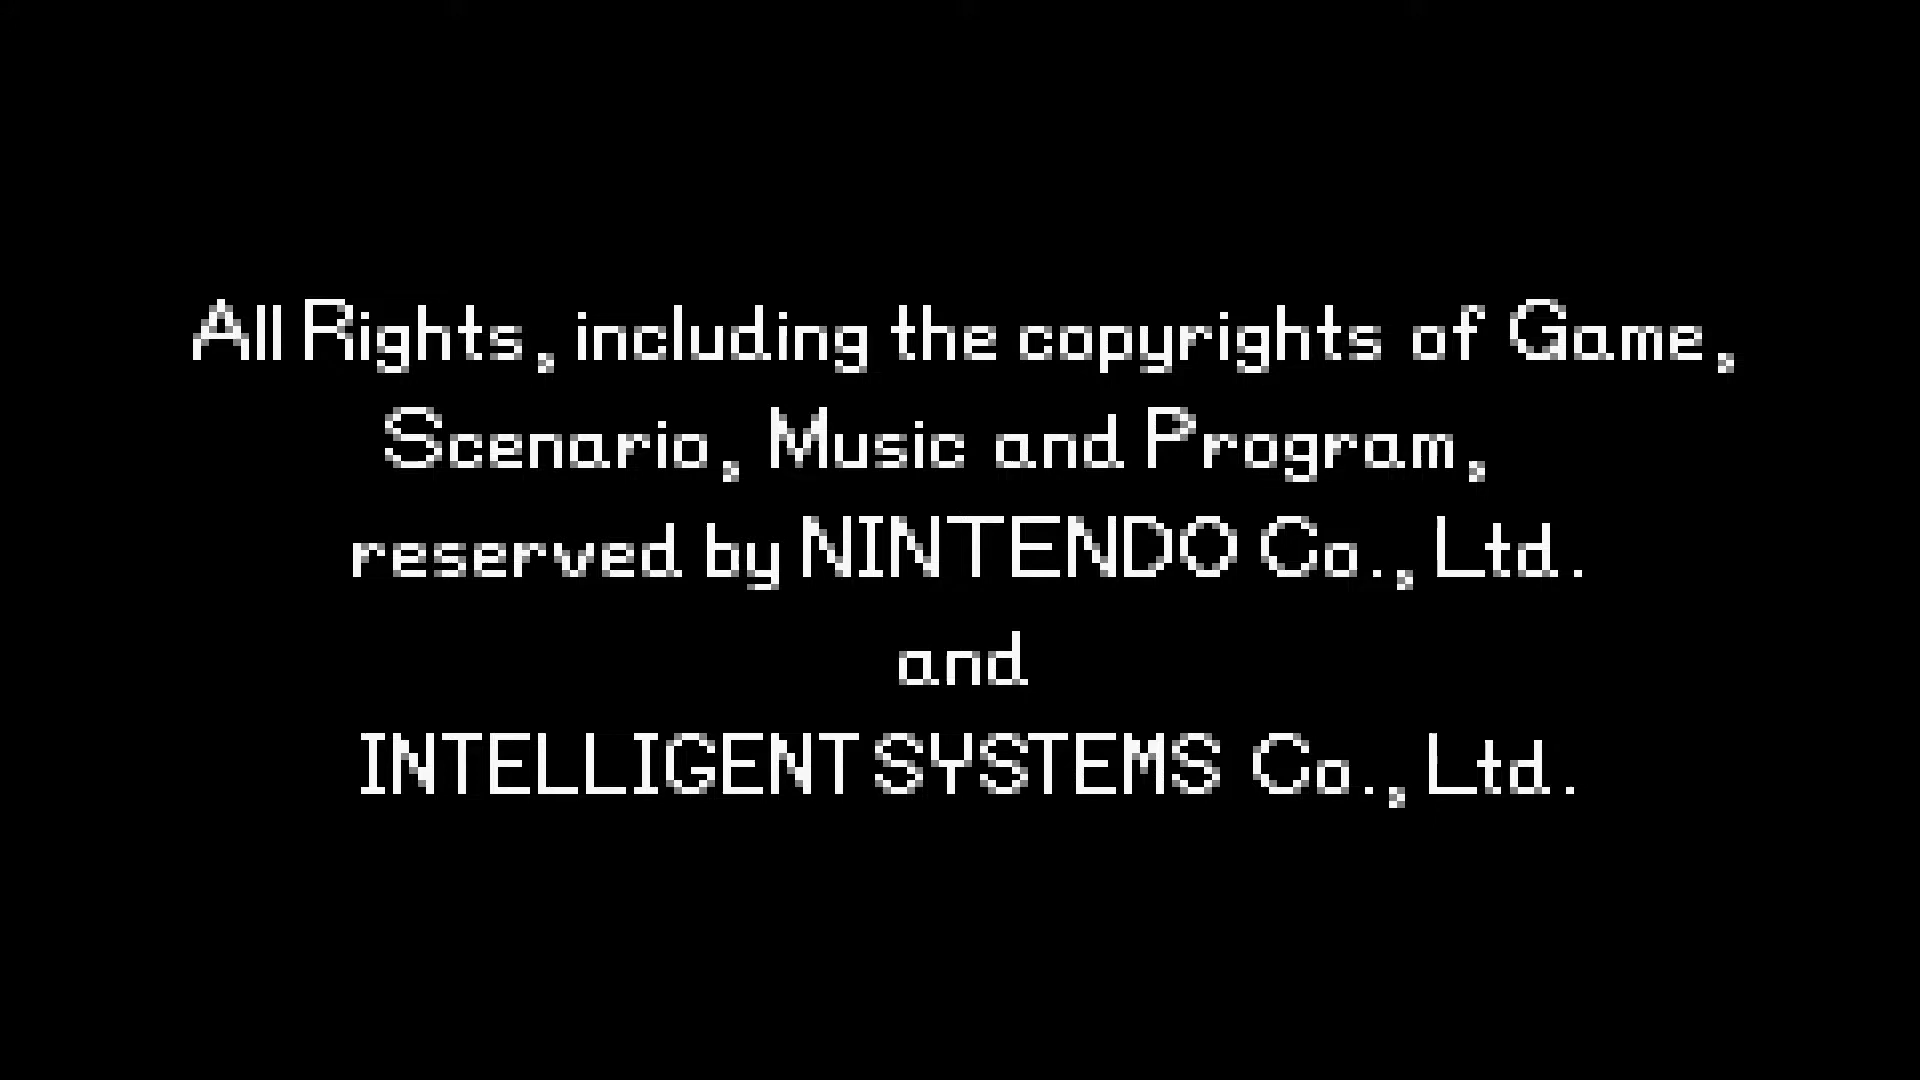 All Rights, including the copyrights of Game,
Scenario, Music and Program,
reserved by NINTENDO Co., Ltd.
and
INTELLIGENT SYSTEMS Co., Ltd.